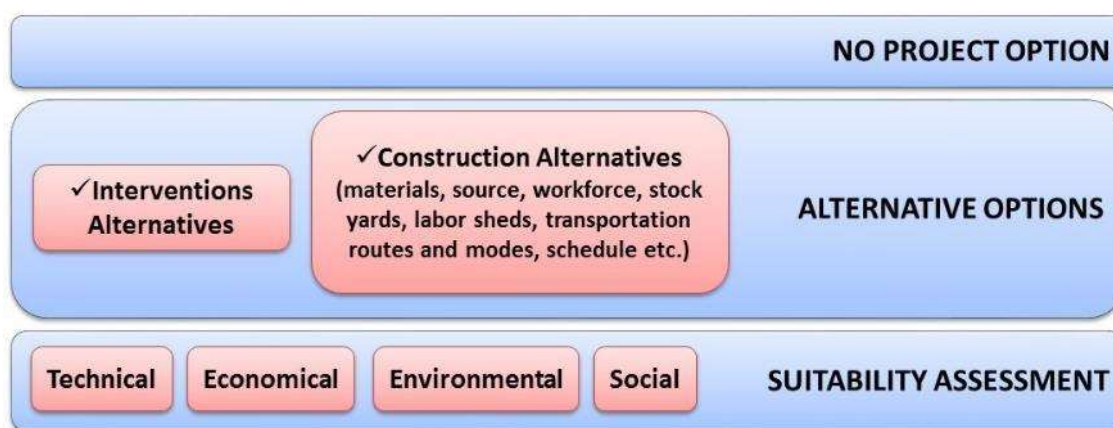 NO PROJECT OPTION
✓Interventions
Alternatives
✓Construction Alternatives
(materials, source, workforce, stock
yards, labor sheds, transportation
routes and modes, schedule etc.)
ALTERNATIVE OPTIONS
Technical
Economical
Environmental
Social
SUITABILITY ASSESSMENT